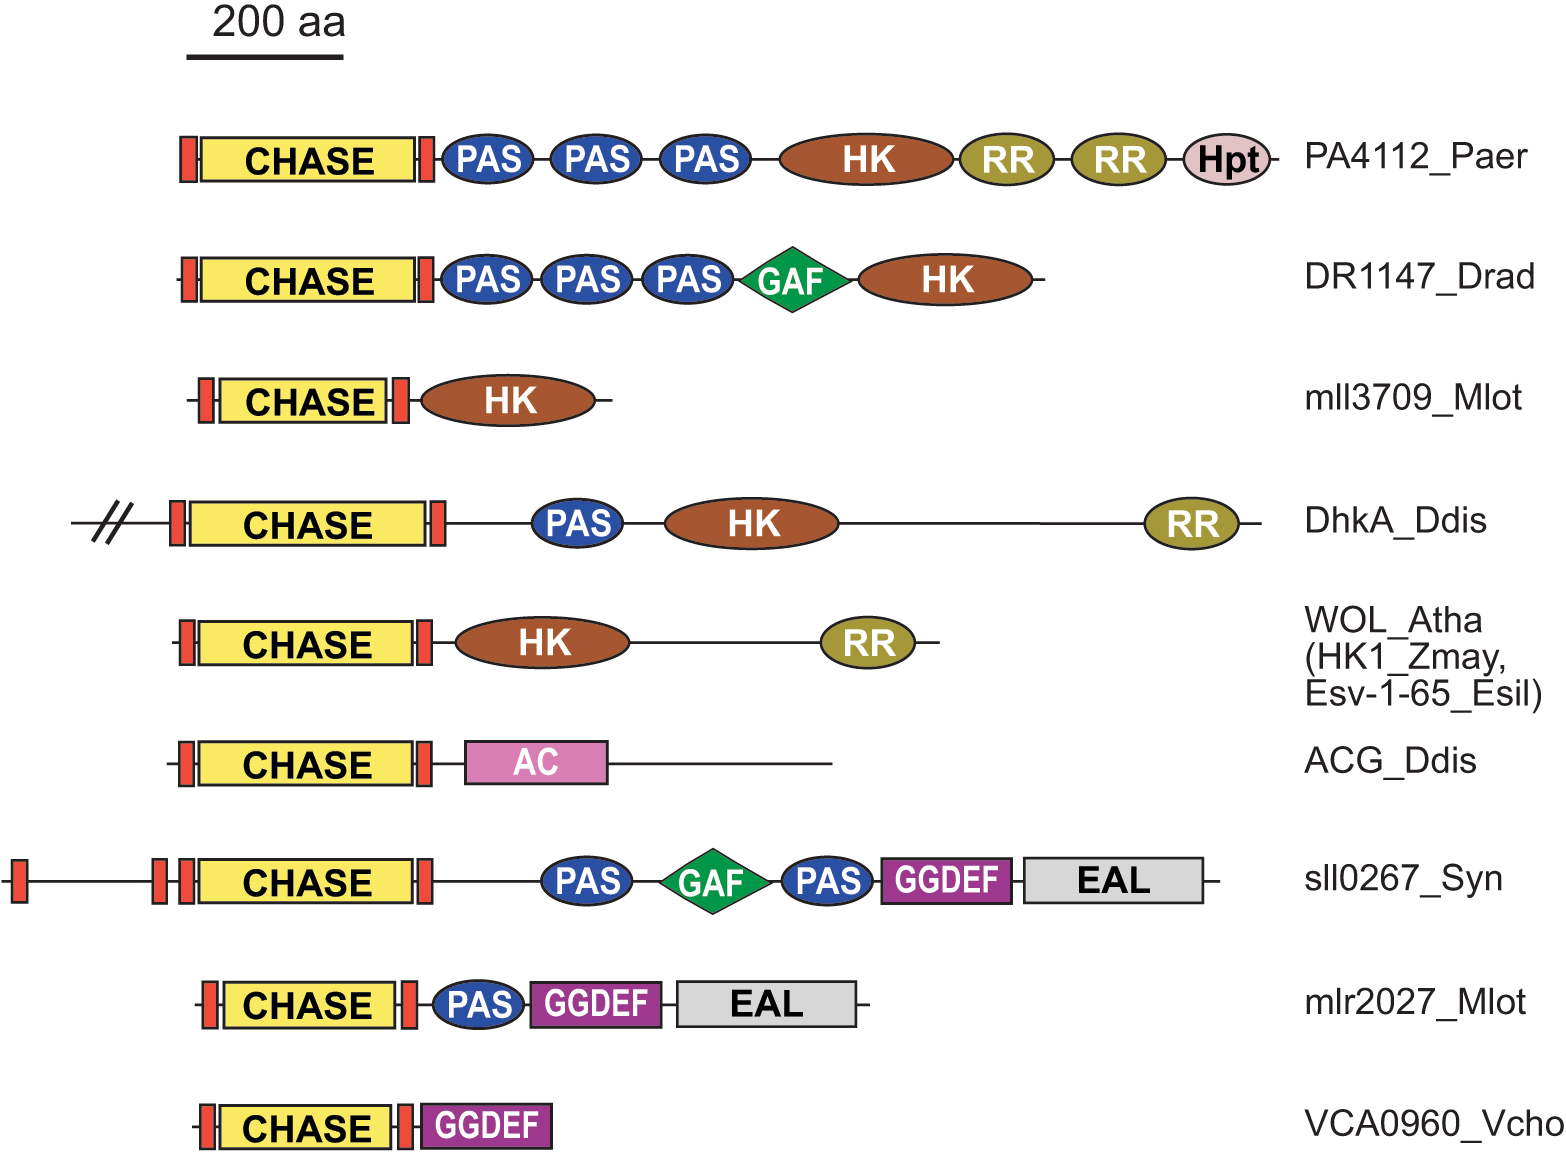 200 aa
CHASE PAS PAS PAS HK RR RR Hpt PA4112_Paer
CHASE PAS PAS PAS GAF HK DR1147_Drad
CHASE HK mll3709_Mlot
CHASE PAS HK RR DhkA_Ddis
CHASE HK RR WOL_Atha
(HK1_Zmay,
Esv-1-65_Esil)
CHASE AC ACG_Ddis
CHASE PAS GAF PAS GGDEF EAL sll0267_Syn
CHASE PAS GGDEF EAL mlr2027_Mlot
CHASE GGDEF VCA0960_Vcho